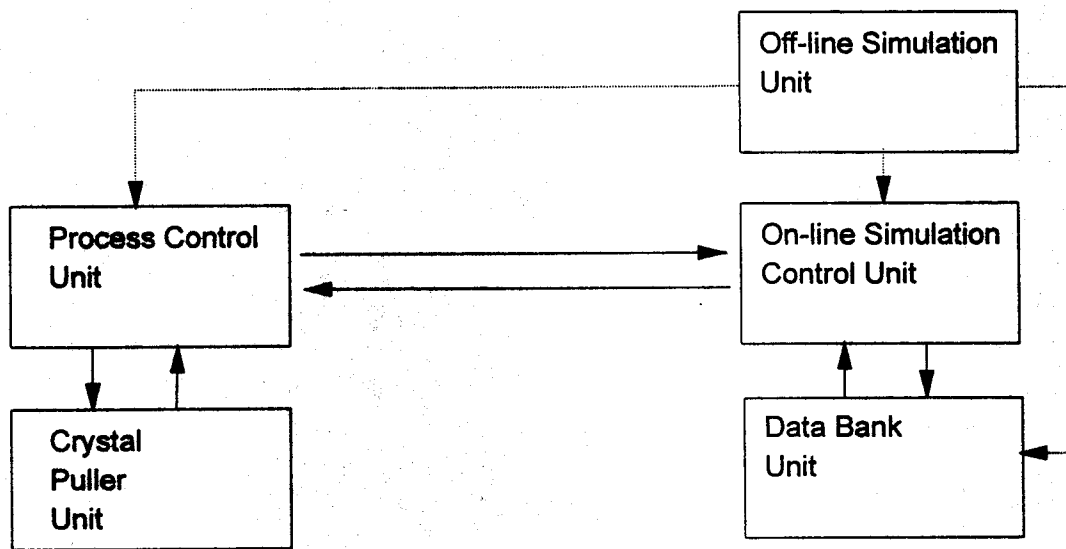 Off-line Simulation
Unit
Process Control
Unit
On-line Simulation
Control Unit
Crystal
Puller
Unit
Data Bank
Unit